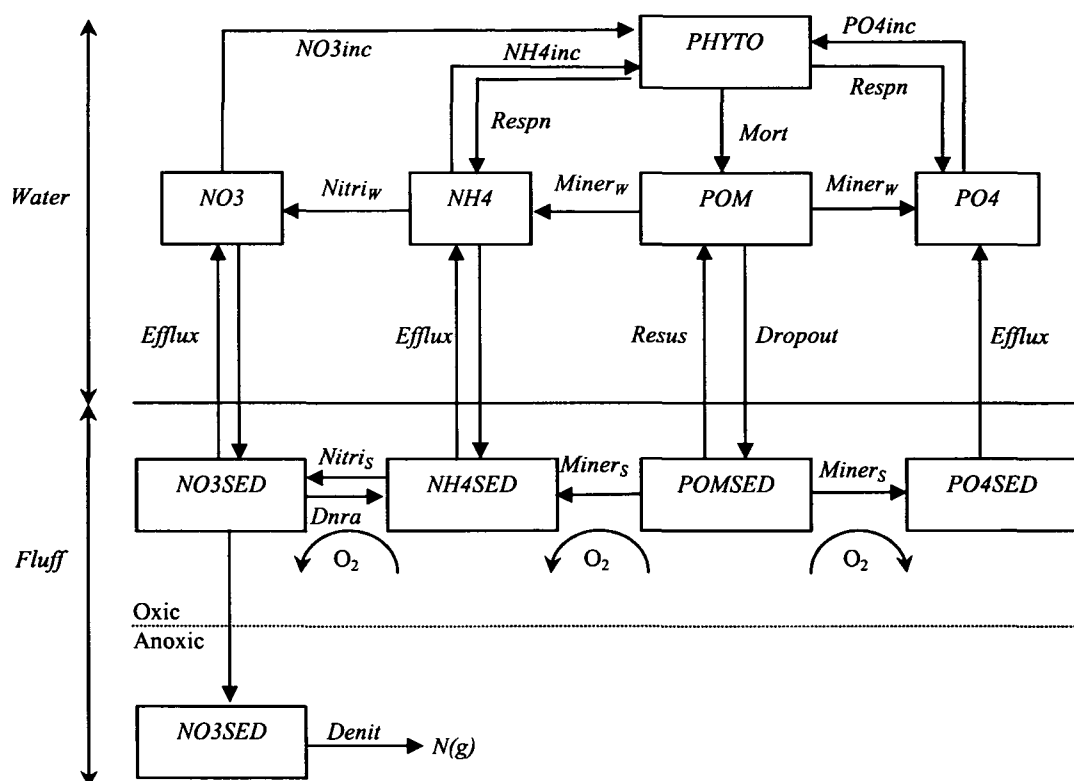 NO3inc
NH4inc
PHYTO
PO4inc
Respn
Respn
Mort
Water
NO3
Nitri_W
NH4
Miner_W
POM
Miner_W
PO4
Efflux
Efflux
Resus
Dropout
Efflux
Fluff
NO3SED
Nitri_S
Dnra
NH4SED
Miner_S
POMSED
Miner_S
PO4SED
O₂
O₂
O₂
Oxic
Anoxic
NO3SED
Denit
N(g)